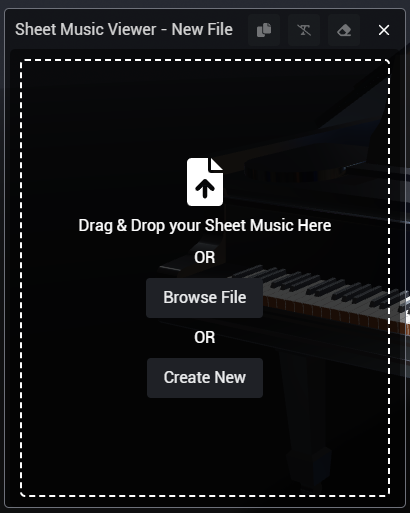 Sheet Music Viewer - New File
Drag & Drop your Sheet Music Here
OR
Browse File
OR
Create New